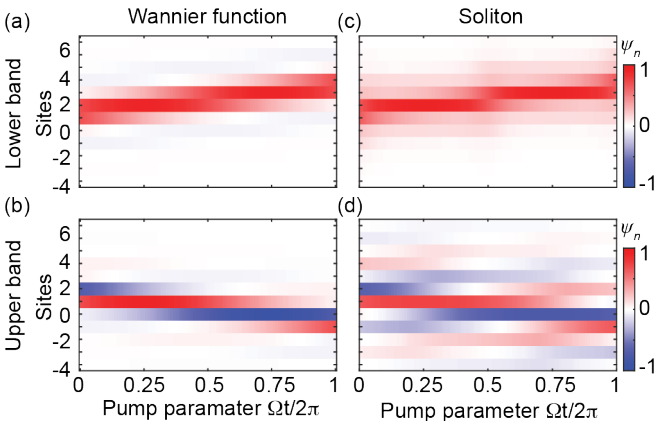 (a) Wannier function (c) Soliton
Lower band
Sites
6
4
2
0
-2
-4
ψn
1
0
-1
(b) (d)
Upper band
Sites
6
4
2
0
-2
-4
ψn
1
0
-1
0 0.25 0.5 0.75 1 0 0.25 0.5 0.75 1
Pump paramater Ωt/2π Pump parameter Ωt/2π